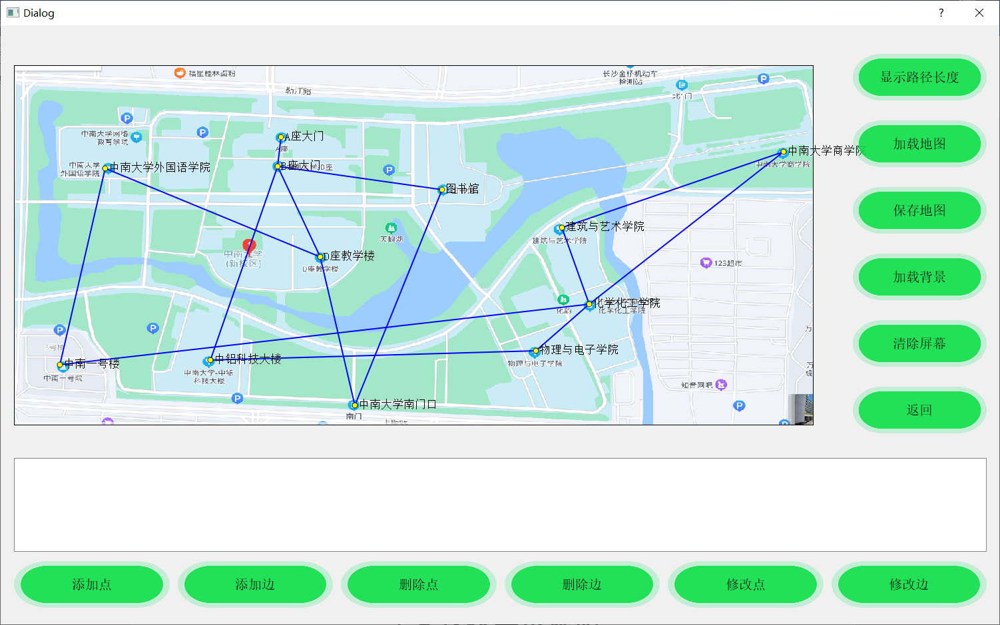 Dialog
?
福星桂林卤粉
长沙金桥机动车
检测站
显示路径长度
勒江路
北1门
中南大学网络
教育学院
A座大门
A座
加载地图
中南大学
外国语学院
中南大学外国语学院
B座大门
中南大学商学院
中南大学商学院
图书馆
保存地图
建筑与艺术学院
建筑与艺术学院
天鹅湖
中南大学
(新校区)
D座教学楼
D座教学楼
123超市
加载背景
化韵
化学化工学院
化学化工学院
3号楼
物理与电子学院
物理与电子学院
清除屏幕
中南一号楼
中南一号院
中铝科技大楼
中南大学-中铝
科技大楼
知音网吧
中南大学南门口
南门
返回
添加点
添加边
删除点
删除边
修改点
修改边